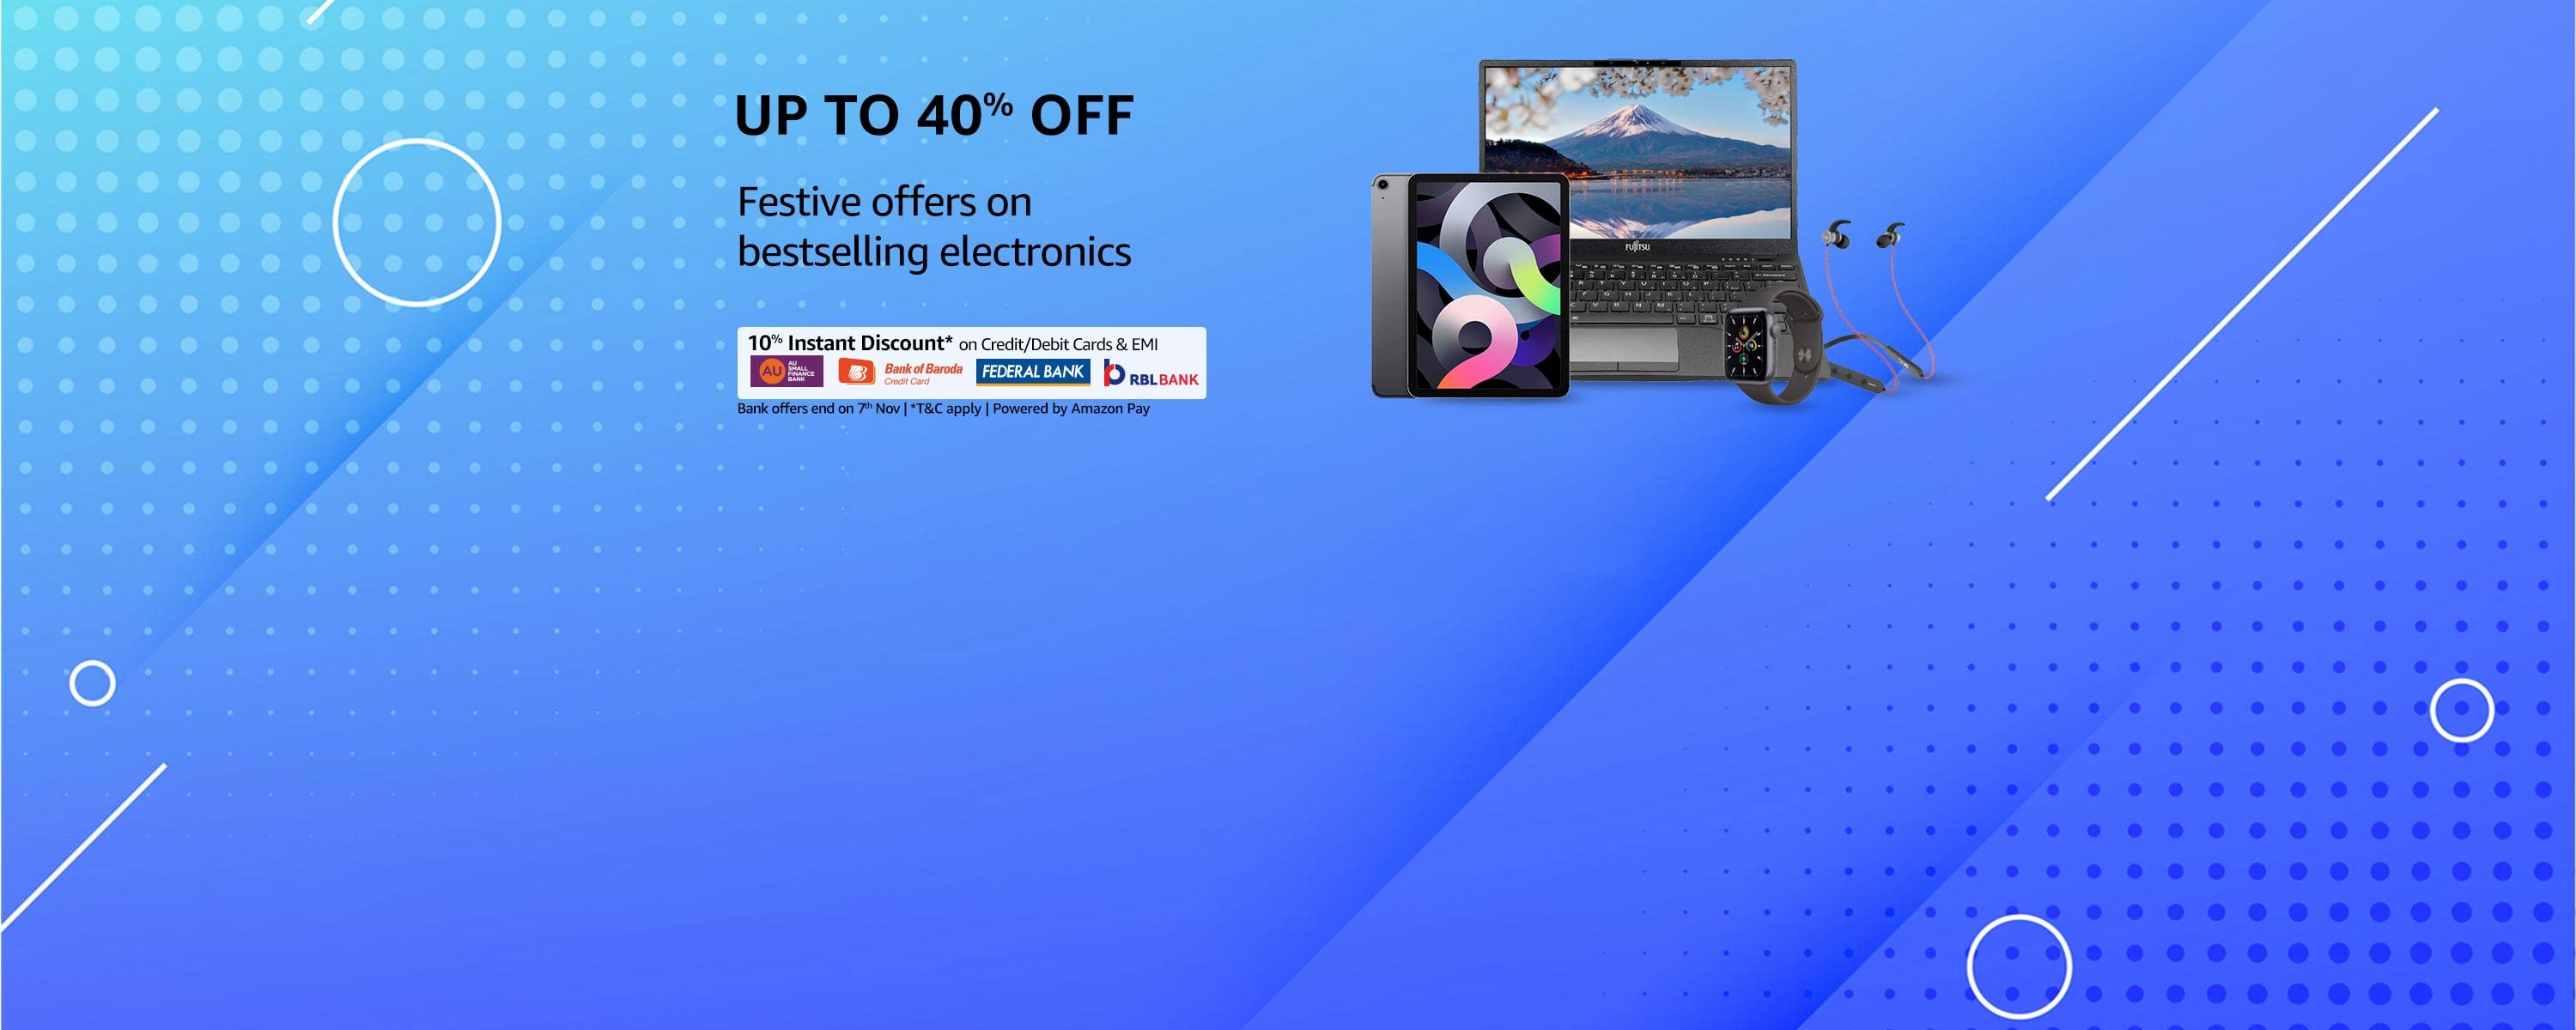 UP TO 40% OFF
Festive offers on
bestselling electronics
10% Instant Discount* on Credit/Debit Cards & EMI
AU AU SMALL FINANCE BANK
Bank of Baroda
Credit Card
FEDERAL BANK
RBLBANK
Bank offers end on 7th Nov | *T&C apply | Powered by Amazon Pay
FUJITSU